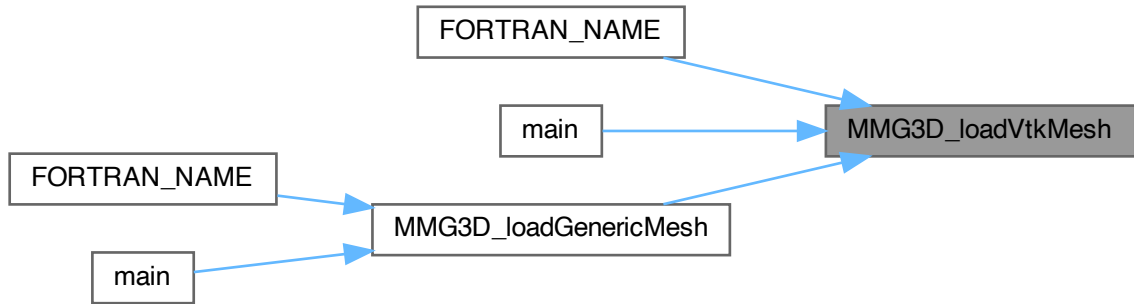 FORTRAN_NAME
main
MMG3D_loadVtkMesh
FORTRAN_NAME
MMG3D_loadGenericMesh
main